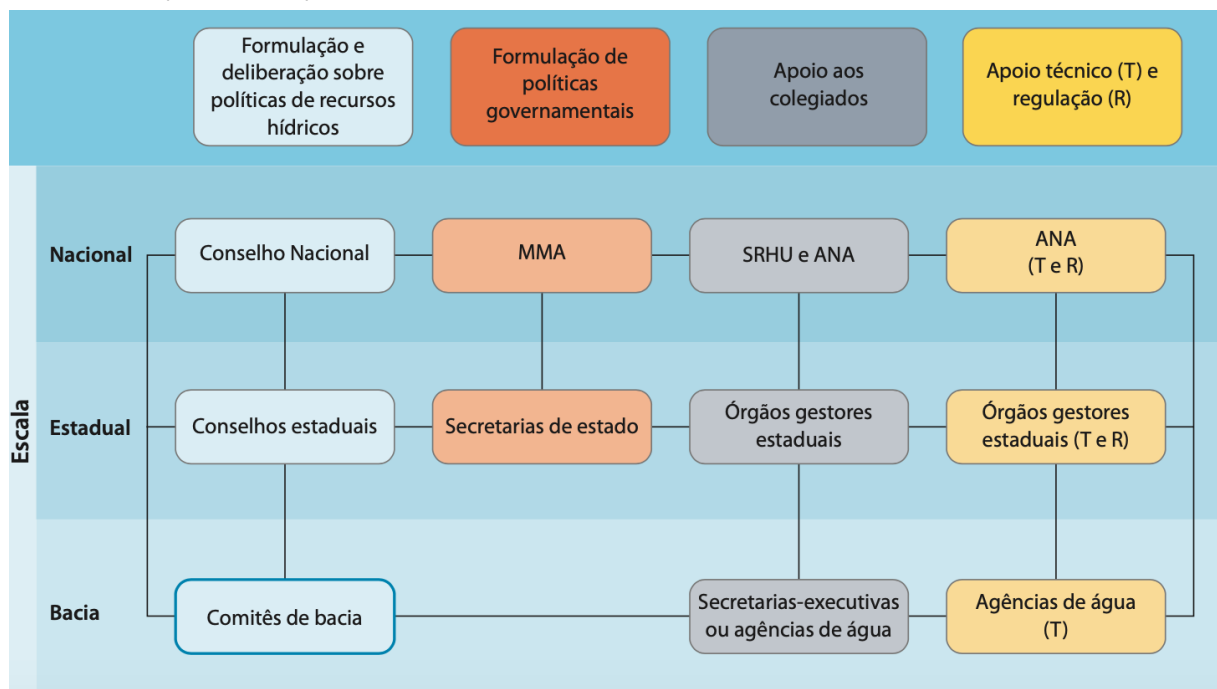 Formulação e
deliberação sobre
políticas de recursos
hídricos
Formulação de
políticas
governamentais
Apoio aos
colegiados
Apoio técnico (T) e
regulação (R)
Escala
Nacional
Conselho Nacional
MMA
SRHU e ANA
ANA
(T e R)
Estadual
Conselhos estaduais
Secretarias de estado
Órgãos gestores
estaduais
Órgãos gestores
estaduais (T e R)
Bacia
Comitês de bacia
Secretarias-executivas
ou agências de água
Agências de água
(T)